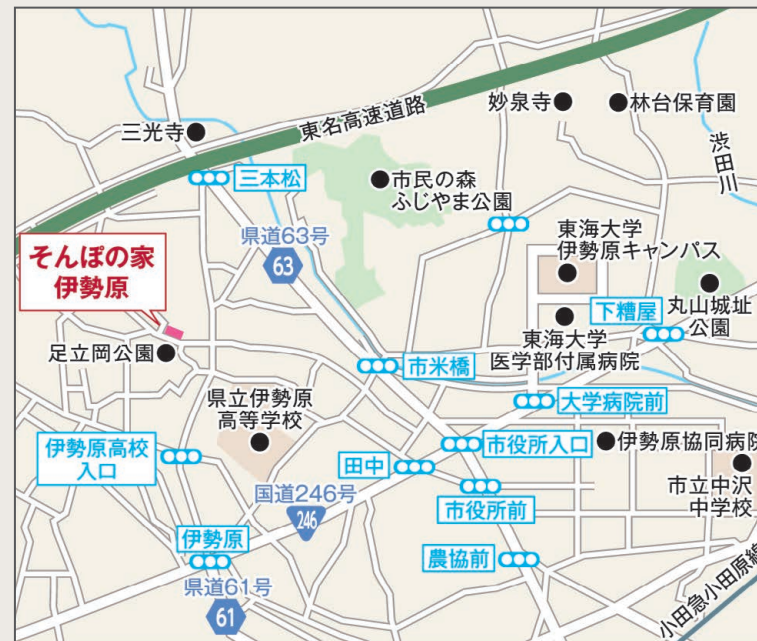 東名高速道路
妙泉寺
林台保育園
三光寺
渋田川
三本松
市民の森
ふじやま公園
県道63号
63
東海大学
伊勢原キャンパス
そんぽの家
伊勢原
丸山城址
公園
下糟屋
東海大学
医学部付属病院
足立岡公園
市米橋
県立伊勢原
高等学校
大学病院前
伊勢原高校
入口
田中
市役所入口
伊勢原協同病院
市立中沢
中学校
国道246号
246
市役所前
伊勢原
農協前
県道61号
61
小田急小田原線